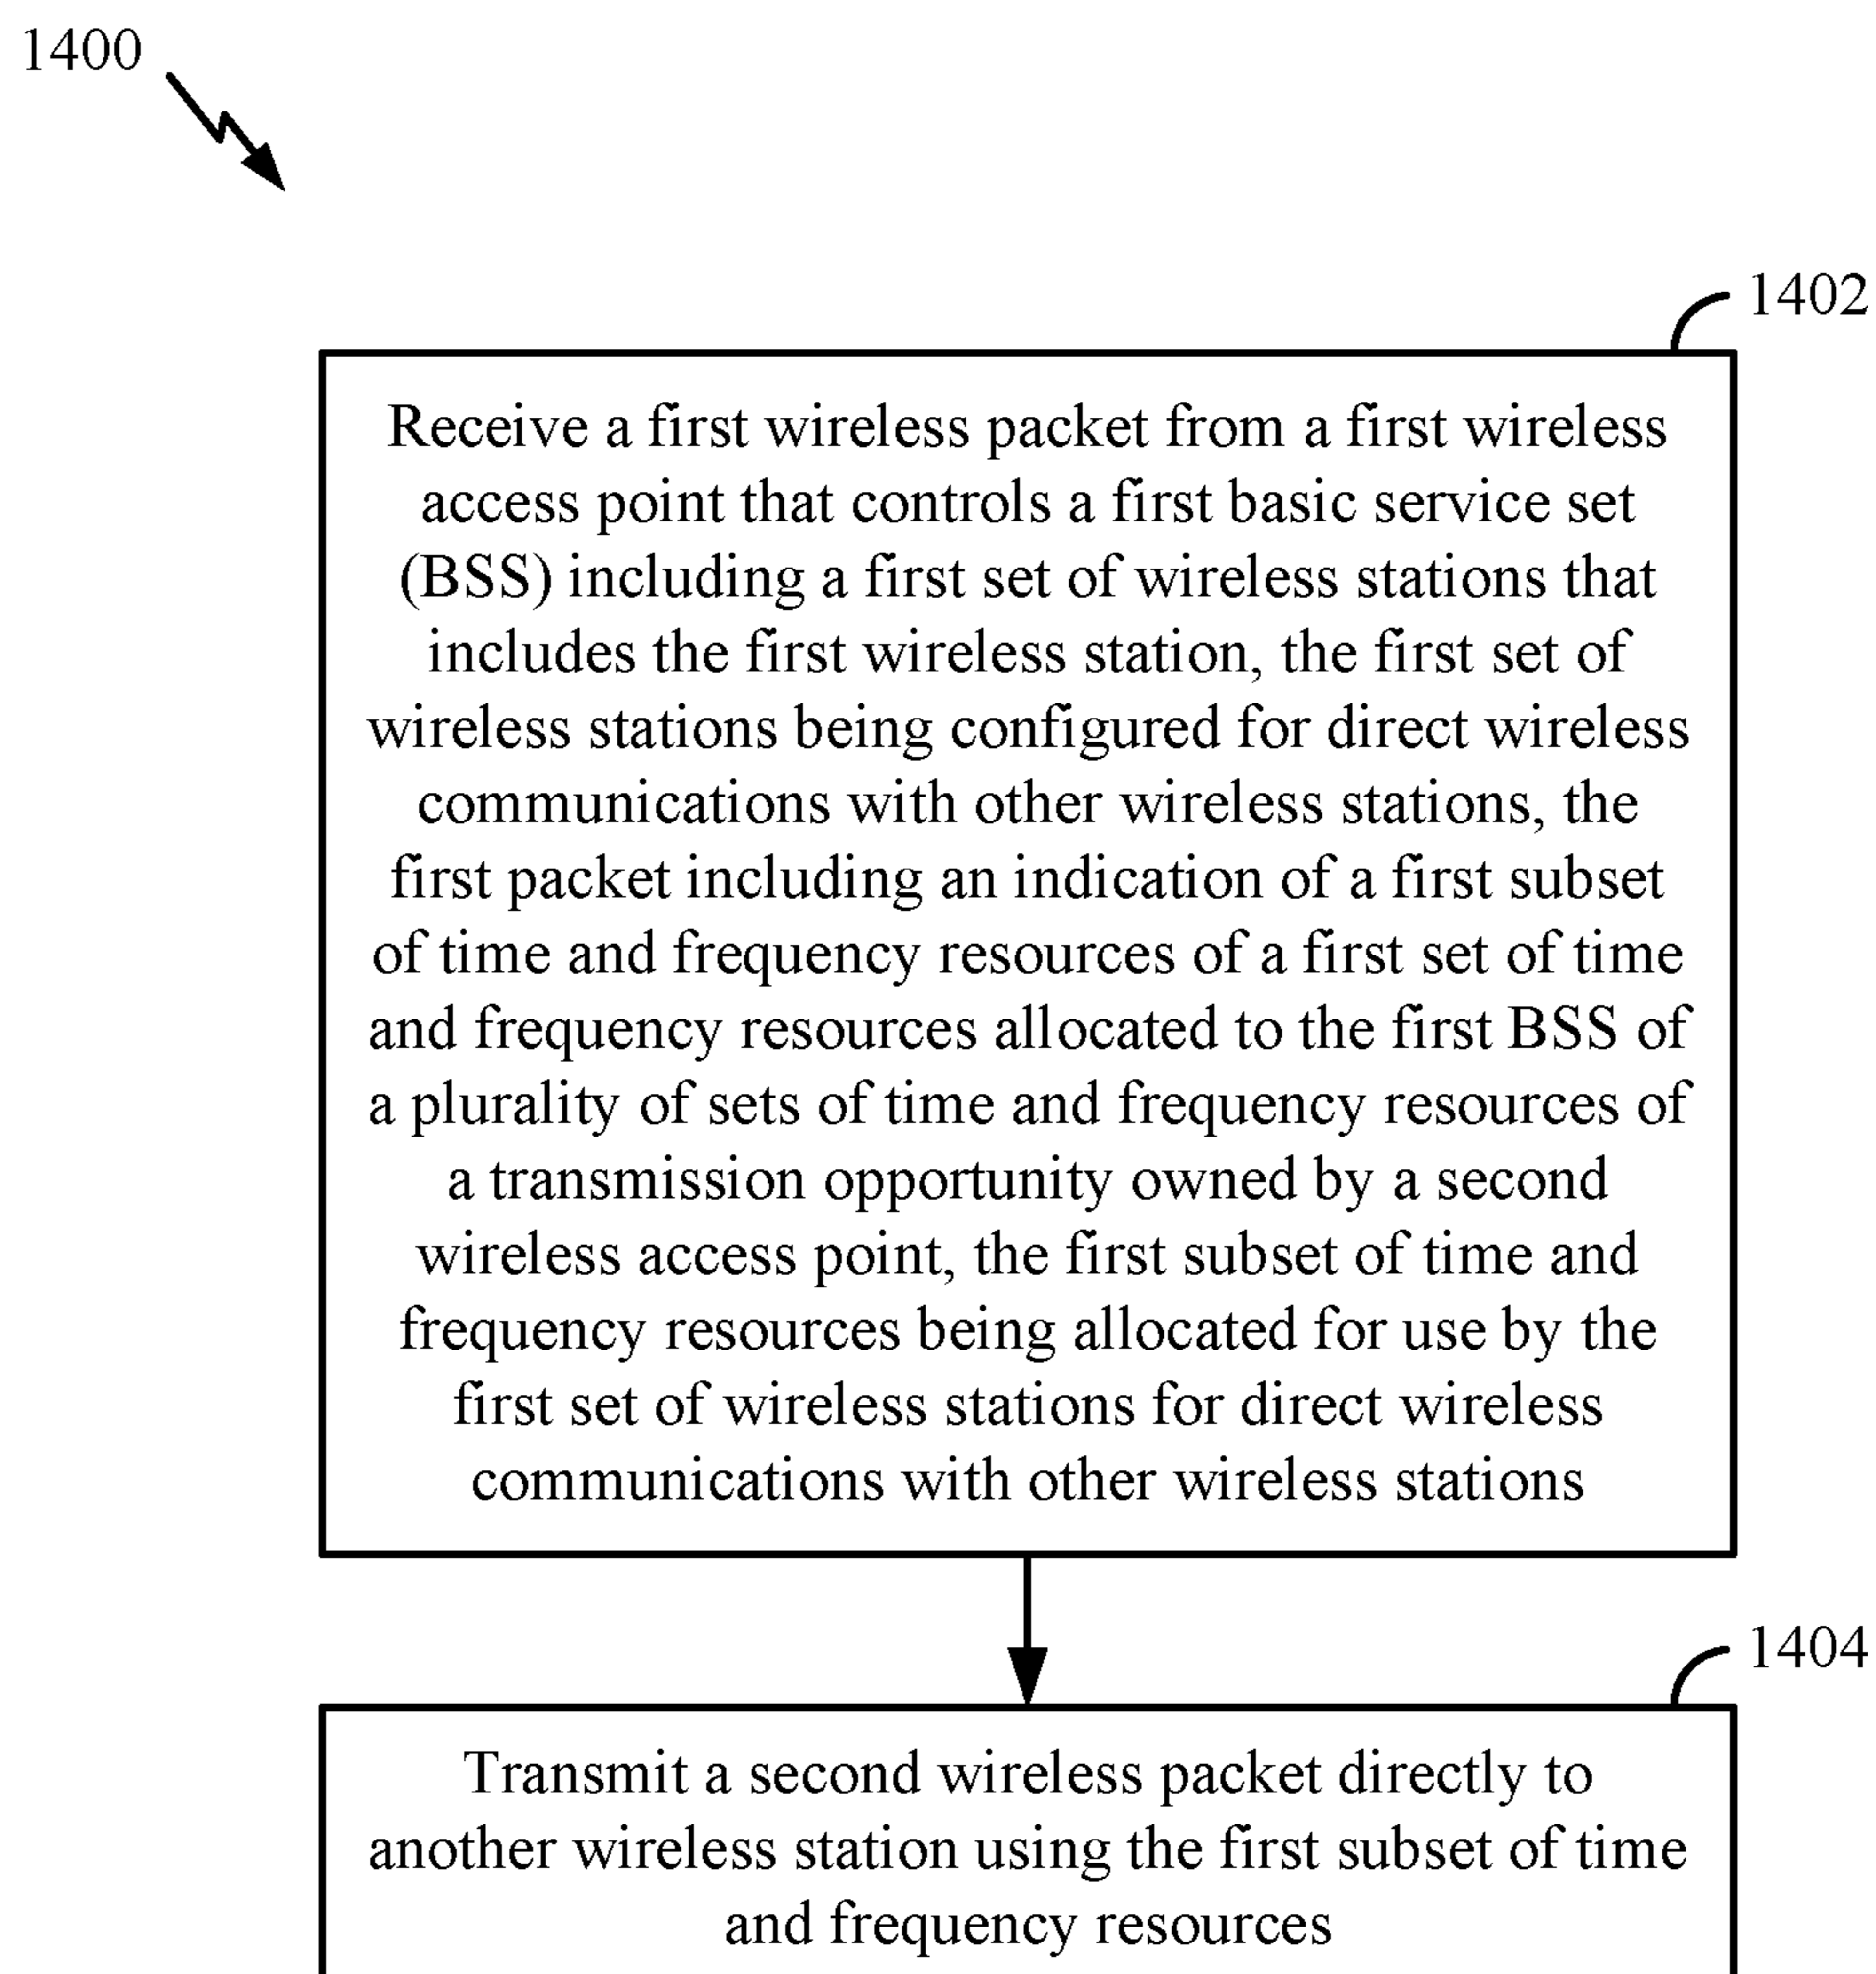 1400
1402
Receive a first wireless packet from a first wireless
access point that controls a first basic service set
(BSS) including a first set of wireless stations that
includes the first wireless station, the first set of
wireless stations being configured for direct wireless
communications with other wireless stations, the
first packet including an indication of a first subset
of time and frequency resources of a first set of time
and frequency resources allocated to the first BSS of
a plurality of sets of time and frequency resources of
a transmission opportunity owned by a second
wireless access point, the first subset of time and
frequency resources being allocated for use by the
first set of wireless stations for direct wireless
communications with other wireless stations
1404
Transmit a second wireless packet directly to
another wireless station using the first subset of time
and frequency resources